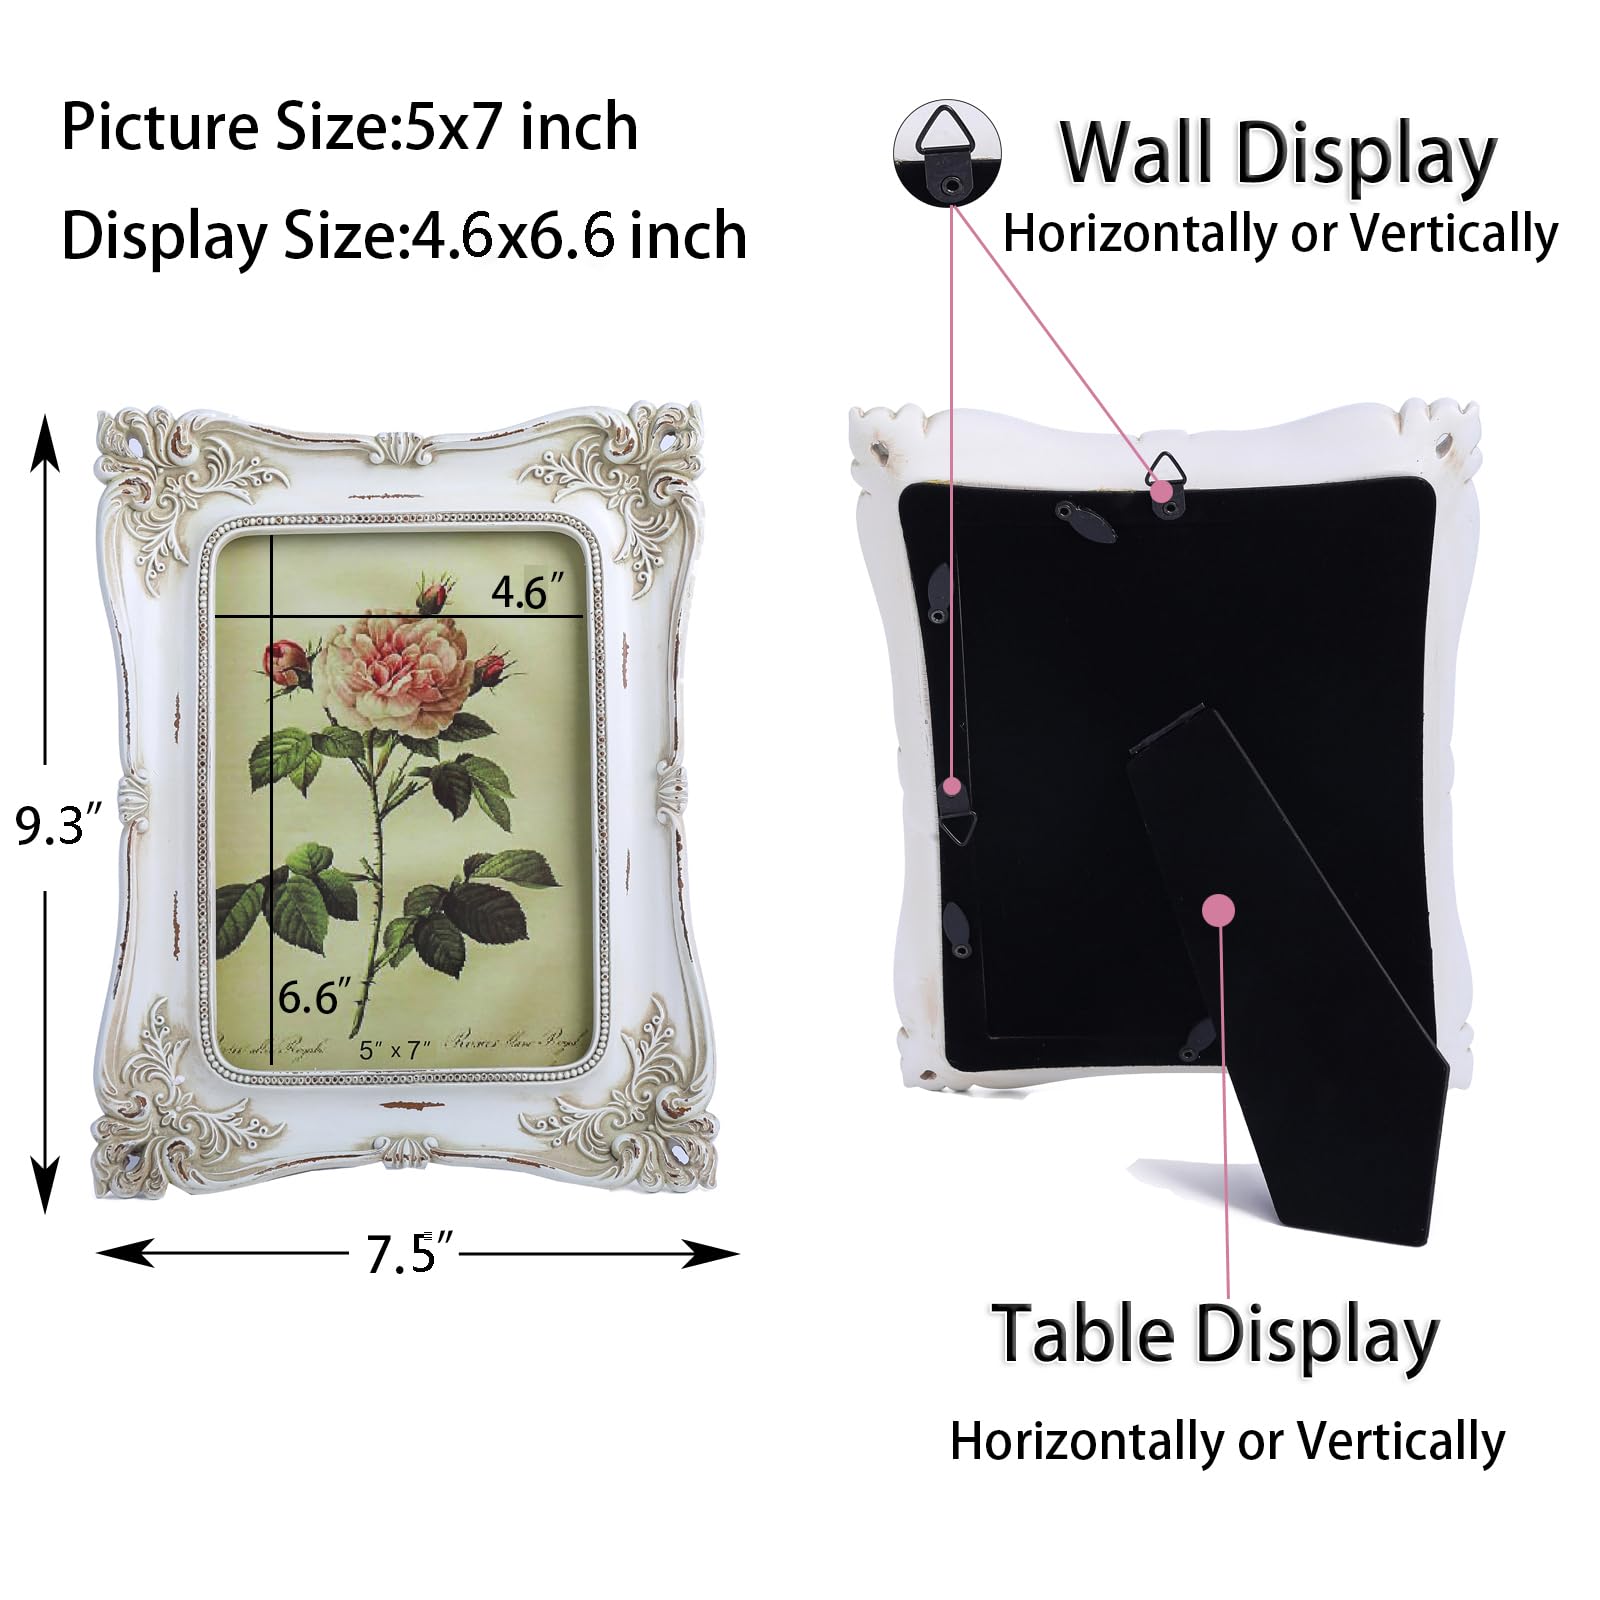 Picture Size:5x7 inch
Display Size:4.6x6.6 inch
Wall Display
Horizontally or Vertically
4.6"
9.3"
6.6"
5" x 7"
7.5"
Table Display
Horizontally or Vertically